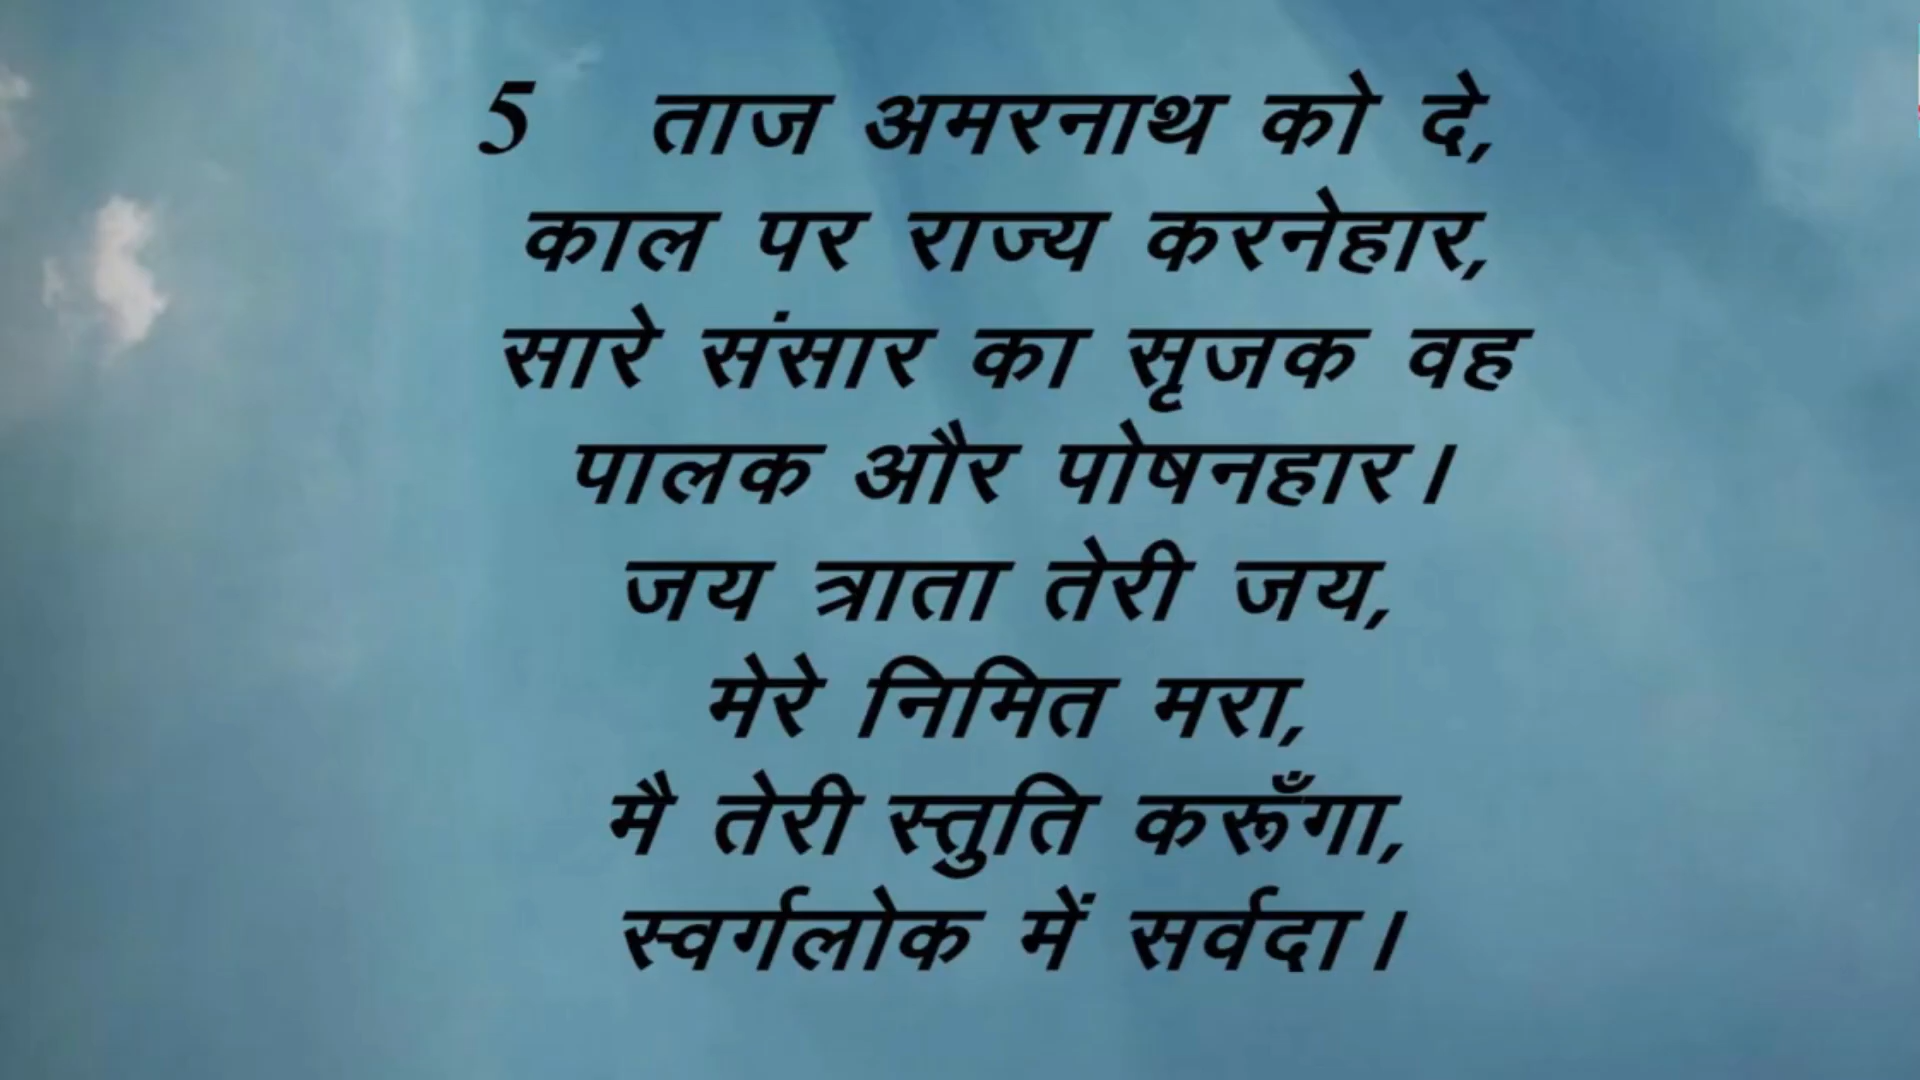 5 ताज अमरनाथ को दे,
काल पर राज्य करनेहार,
सारे संसार का सृजक वह
पालक और पोषनहार।
जय त्राता तेरी जय,
मेरे निमित मरा,
मै तेरी स्तुति करूँगा,
स्वर्गलोक में सर्वदा।